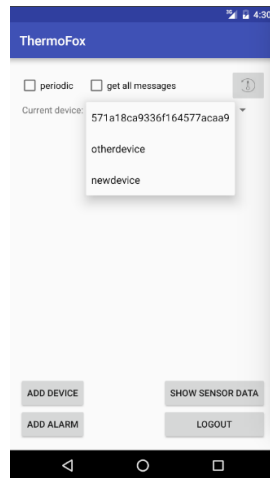 3G 4:30
ThermoFox
periodic get all messages
Current device:
571a18ca9336f164577acaa9
otherdevice
newdevice
ADD DEVICE SHOW SENSOR DATA
ADD ALARM LOGOUT